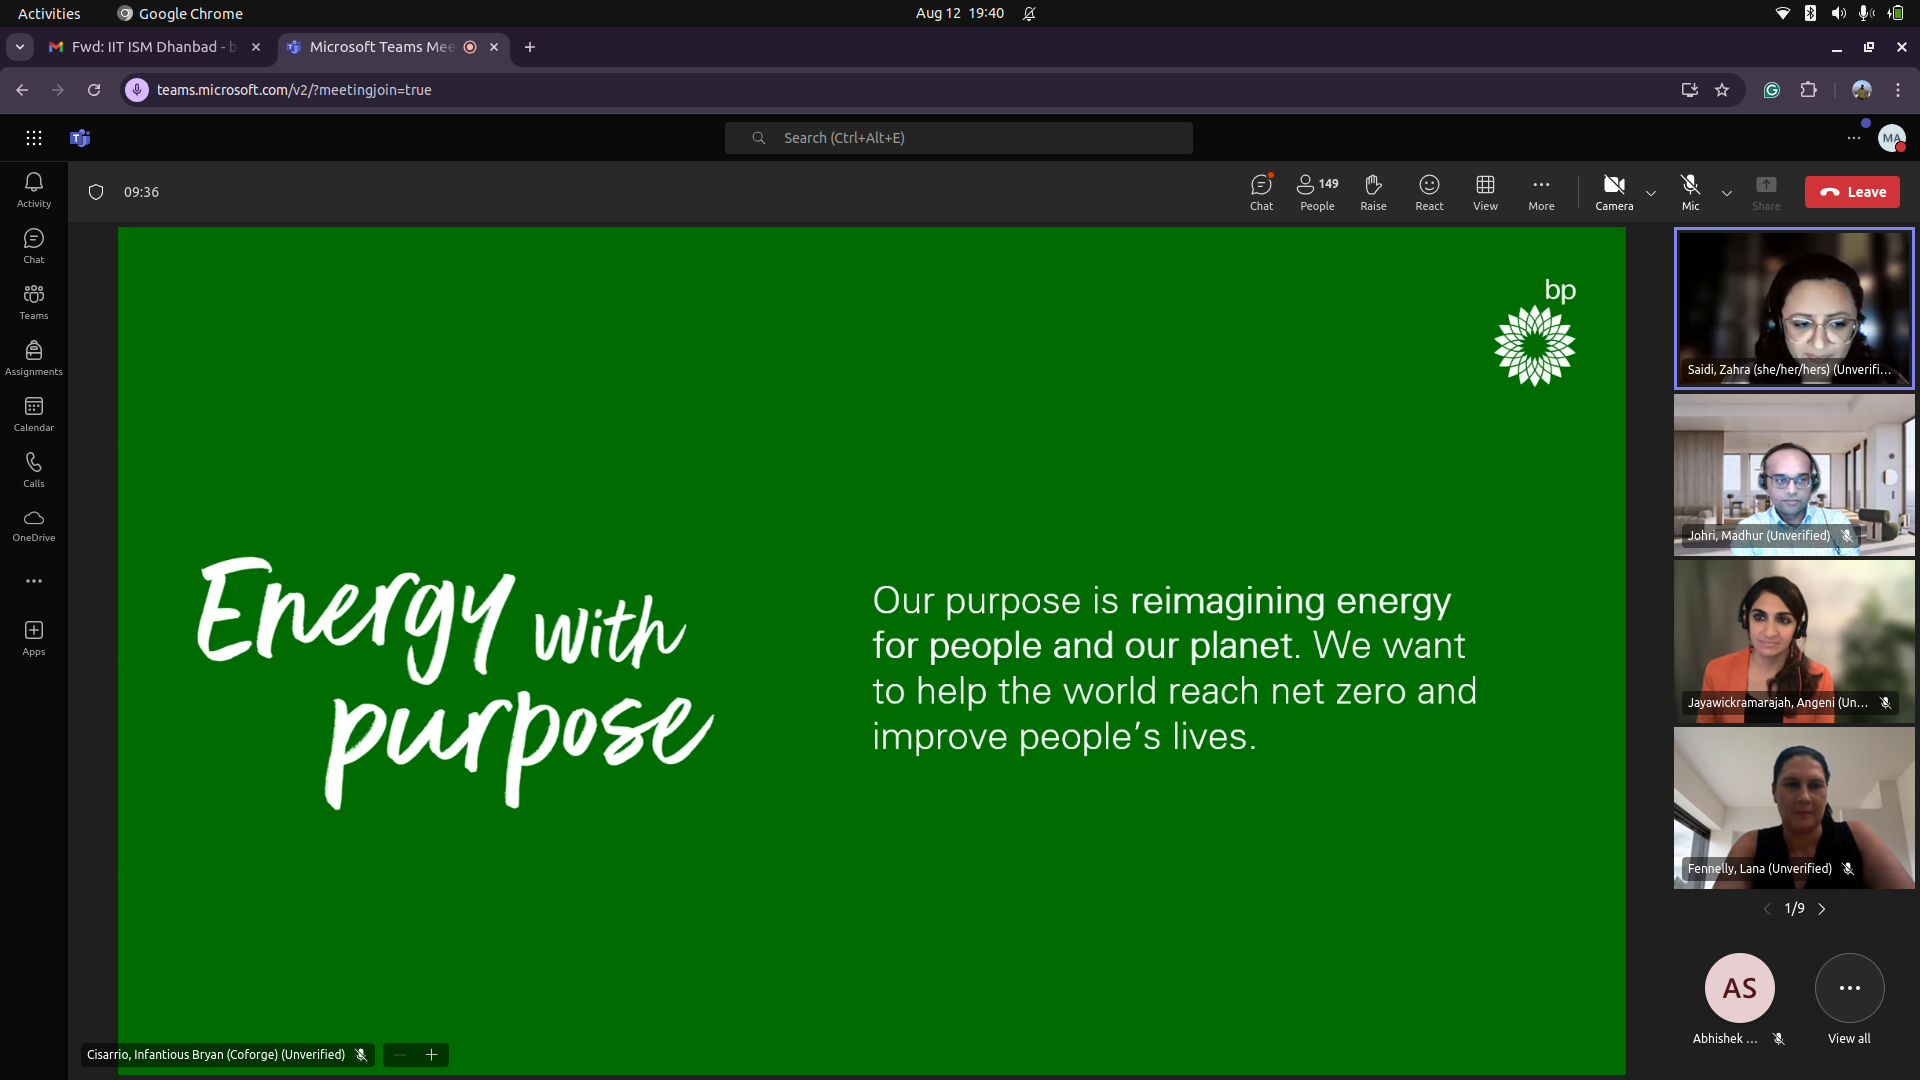 Activities
Google Chrome
Aug 12 19:40
Fwd: IIT ISM Dhanbad - b
Microsoft Teams Mee
teams.microsoft.com/v2/?meetingjoin=true
Search (Ctrl+Alt+E)
MA
09:36
149
Chat
People
Raise
React
View
More
Camera
Mic
Share
Leave
Activity
Chat
Teams
Assignments
Calendar
Calls
OneDrive
Apps
bp
Energy with
purpose
Our purpose is reimagining energy
for people and our planet. We want
to help the world reach net zero and
improve people’s lives.
Cisarrio, Infantious Bryan (Coforge) (Unverified)
Saidi, Zahra (she/her/hers) (Unverifi...
Johri, Madhur (Unverified)
Jayawickramarajah, Angeni (Un...
Fennelly, Lana (Unverified)
1/9
AS
Abhishek ...
View all